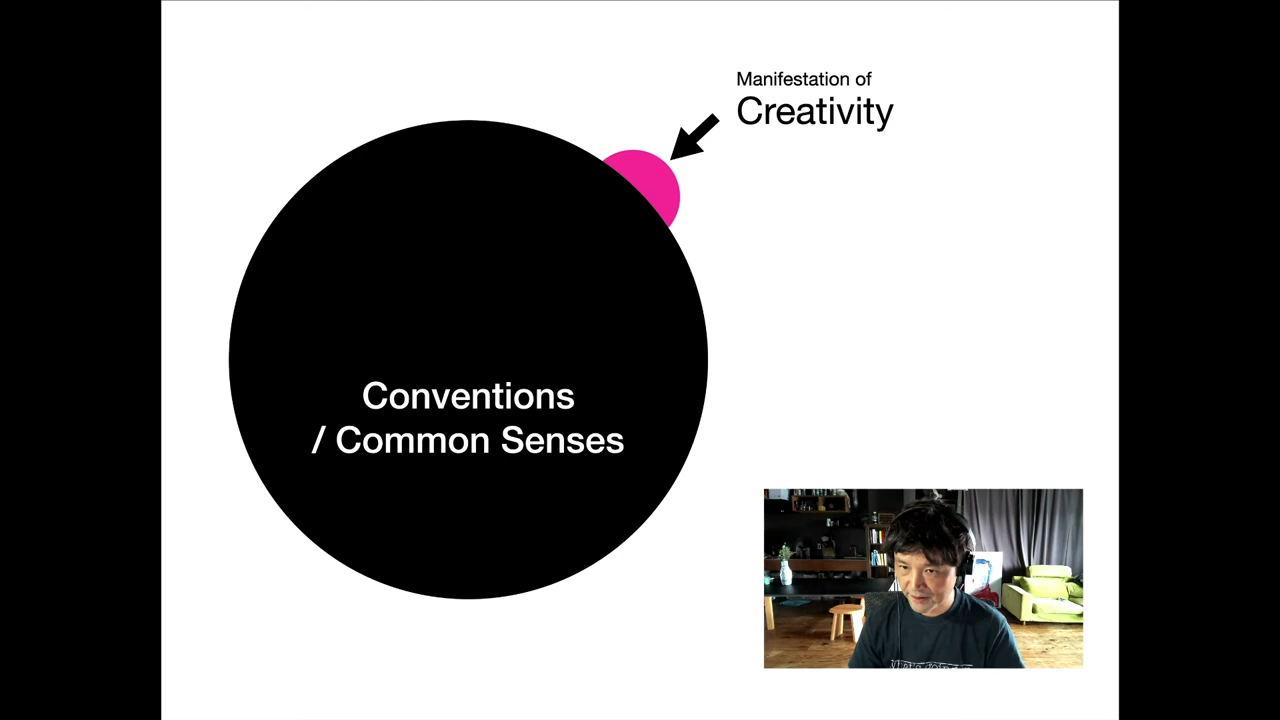 Manifestation of
Creativity
Conventions
/ Common Senses